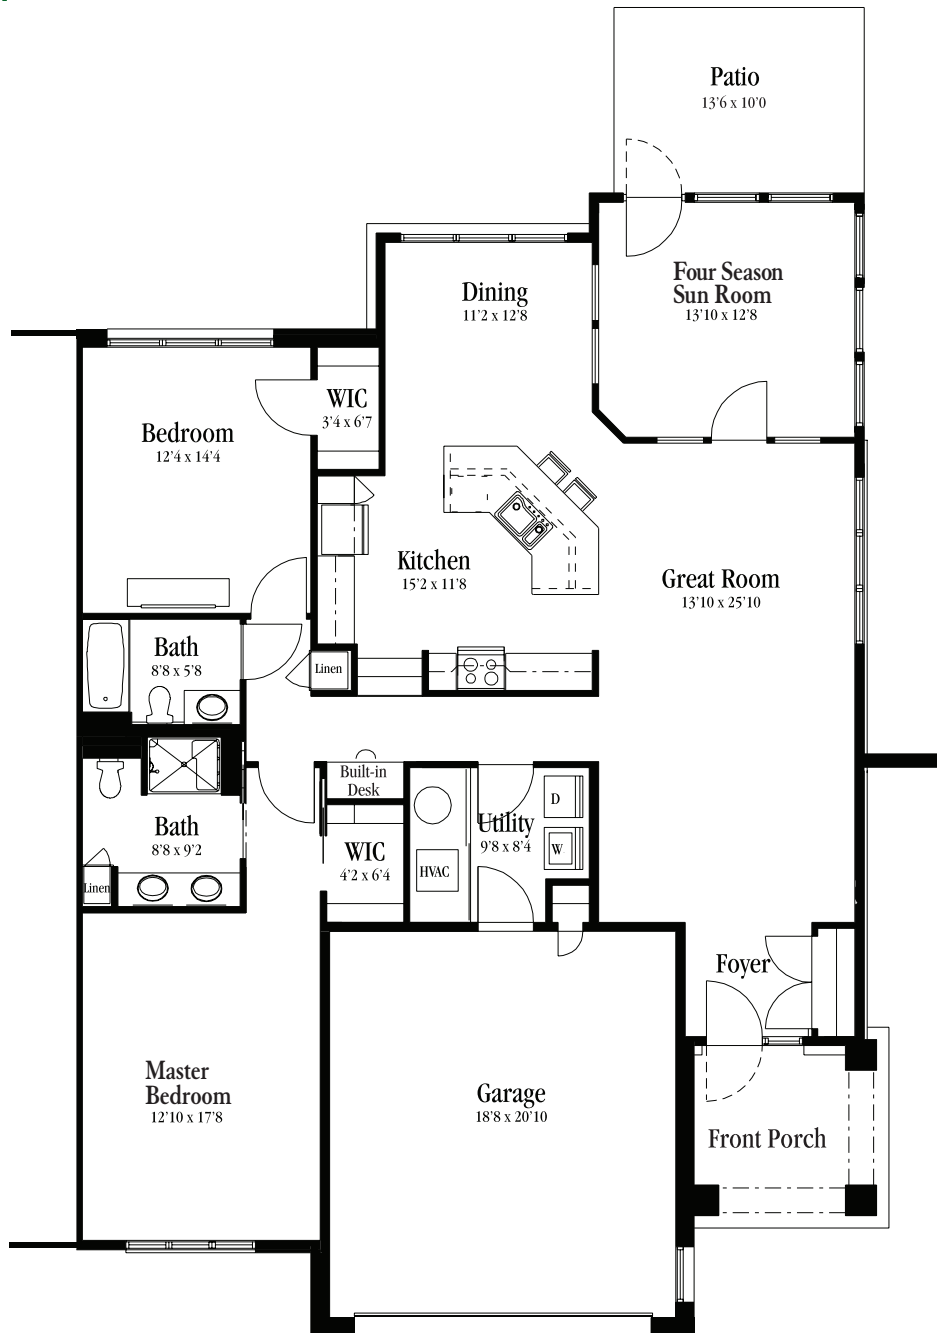 Patio
13'6 x 10'0
Four Season
Sun Room
13'10 x 12'8
Dining
11'2 x 12'8
WIC
3'4 x 6'7
Bedroom
12'4 x 14'4
Kitchen
15'2 x 11'8
Great Room
13'10 x 25'10
Bath
8'8 x 5'8
Linen
Built-in
Desk
D
Utility
9'8 x 8'4
W
HVAC
Bath
8'8 x 9'2
WIC
4'2 x 6'4
Linen
Foyer
Master
Bedroom
12'10 x 17'8
Garage
18'8 x 20'10
Front Porch